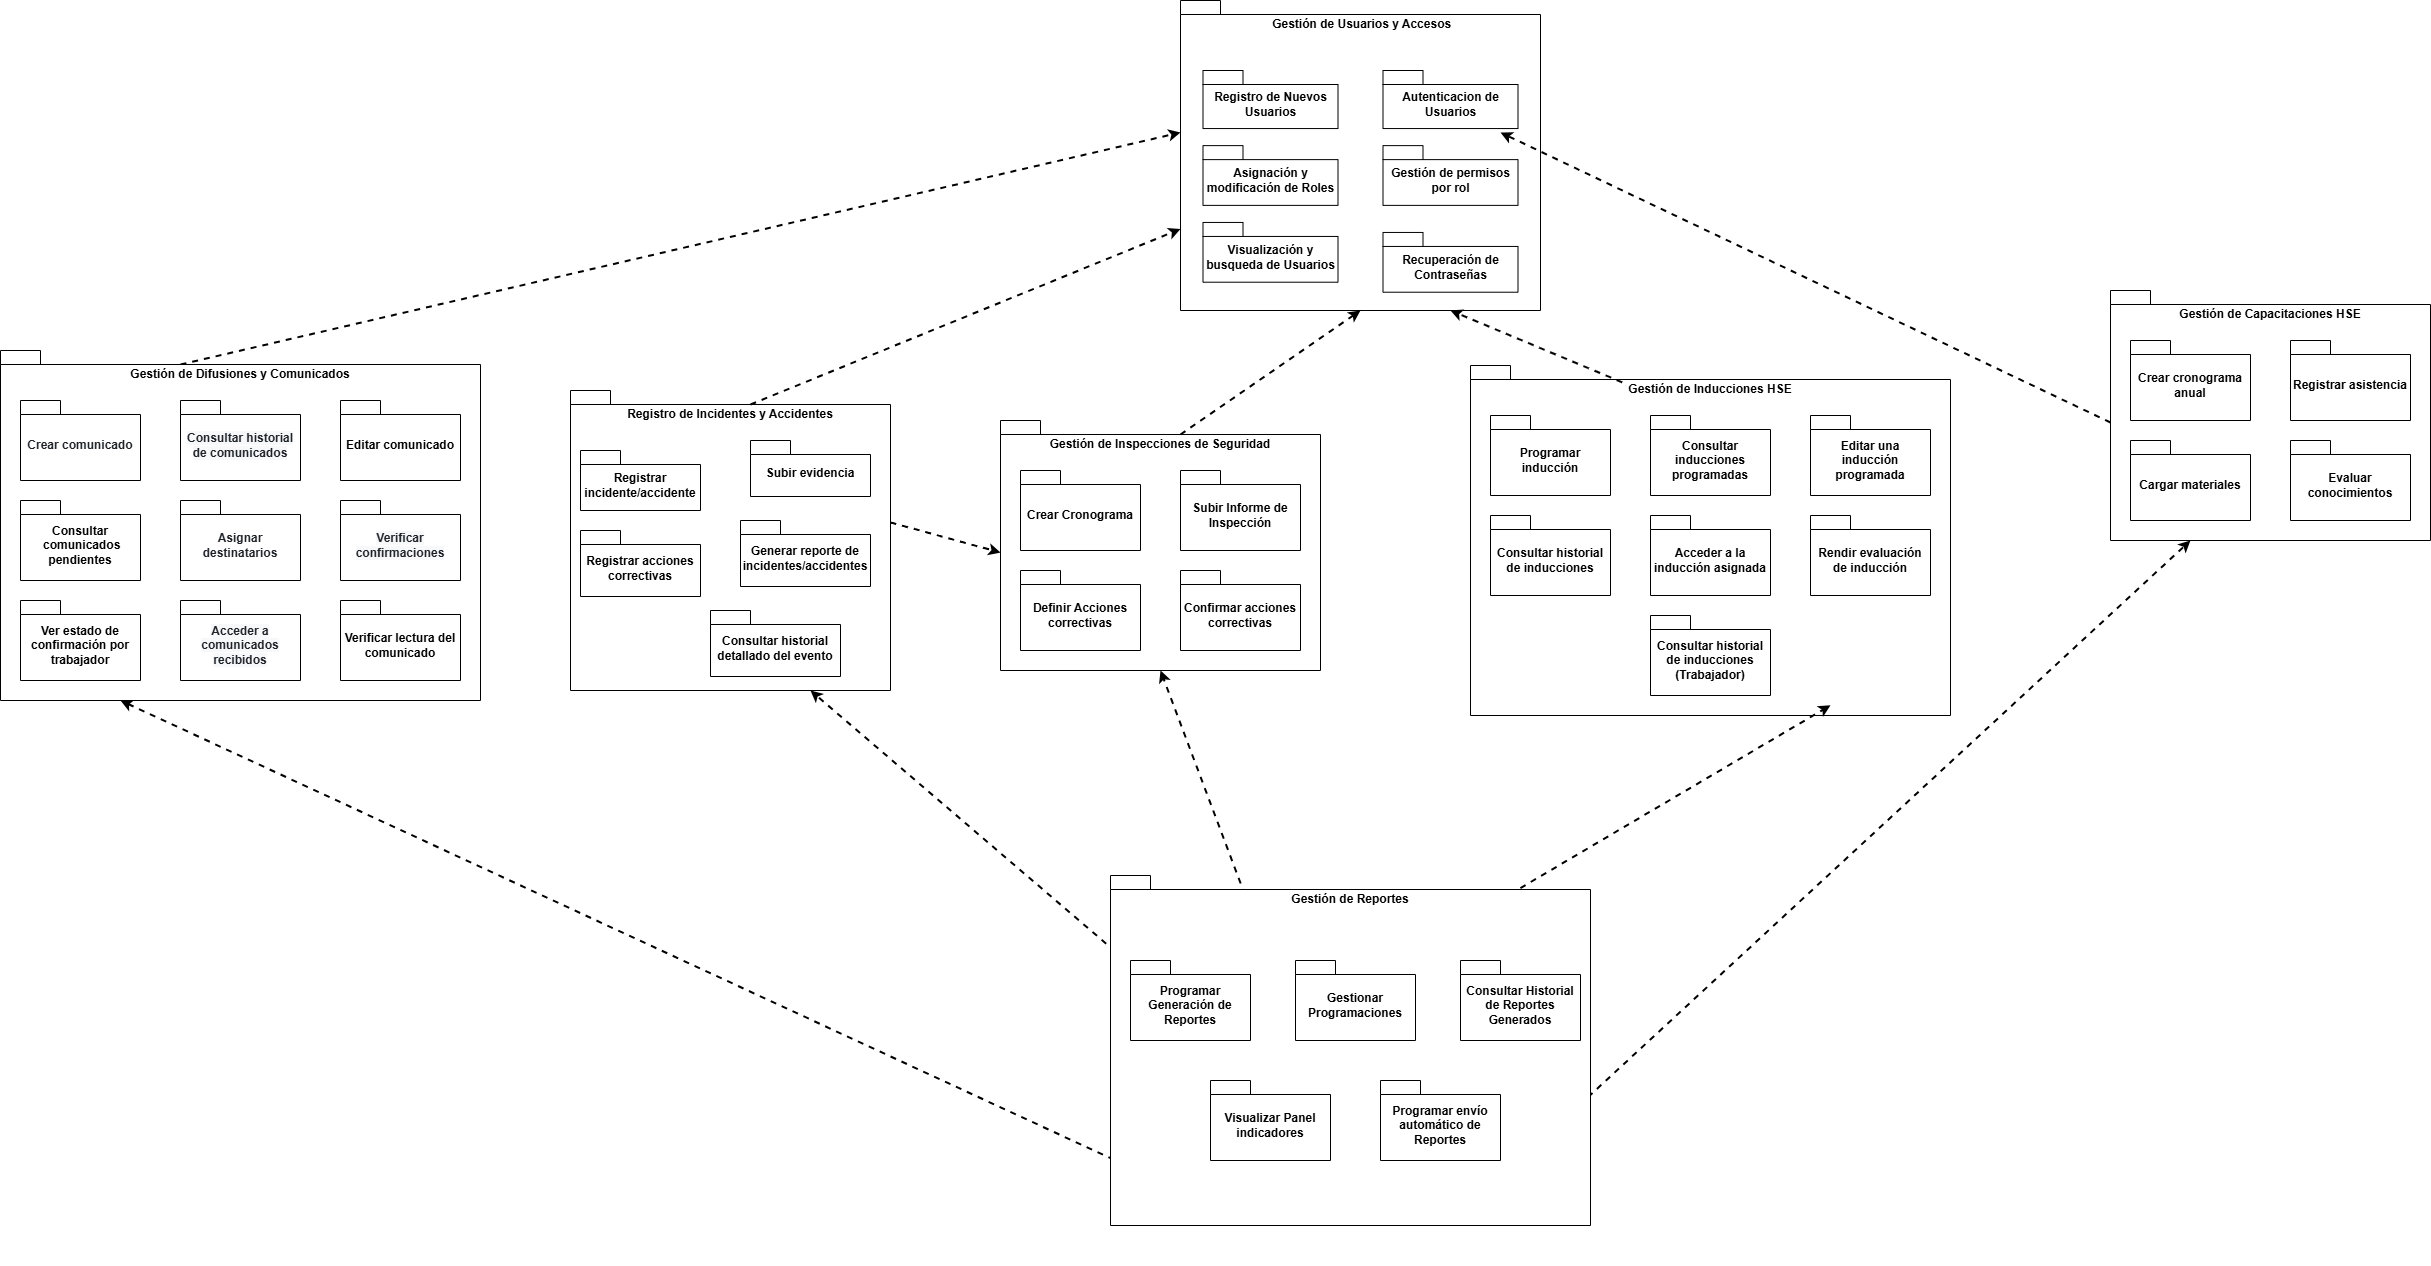 Gestión de Usuarios y Accesos
Registro de Nuevos
Usuarios
Autenticacion de
Usuarios
Asignación y
modificación de Roles
Gestión de permisos
por rol
Visualización y
busqueda de Usuarios
Recuperación de
Contraseñas
Gestión de Difusiones y Comunicados
Crear comunicado
Consultar historial
de comunicados
Editar comunicado
Consultar
comunicados
pendientes
Asignar
destinatarios
Verificar
confirmaciones
Ver estado de
confirmación por
trabajador
Acceder a
comunicados
recibidos
Verificar lectura del
comunicado
Registro de Incidentes y Accidentes
Registrar
incidente/accidente
Subir evidencia
Registrar acciones
correctivas
Generar reporte de
incidentes/accidentes
Consultar historial
detallado del evento
Gestión de Inspecciones de Seguridad
Crear Cronograma
Subir Informe de
Inspección
Definir Acciones
correctivas
Confirmar acciones
correctivas
Gestión de Inducciones HSE
Programar
inducción
Consultar
inducciones
programadas
Editar una
inducción
programada
Consultar historial
de inducciones
Acceder a la
inducción asignada
Rendir evaluación
de inducción
Consultar historial
de inducciones
(Trabajador)
Gestión de Capacitaciones HSE
Crear cronograma
anual
Registrar asistencia
Cargar materiales
Evaluar
conocimientos
Gestión de Reportes
Programar
Generación de
Reportes
Gestionar
Programaciones
Consultar Historial
de Reportes
Generados
Visualizar Panel
indicadores
Programar envío
automático de
Reportes